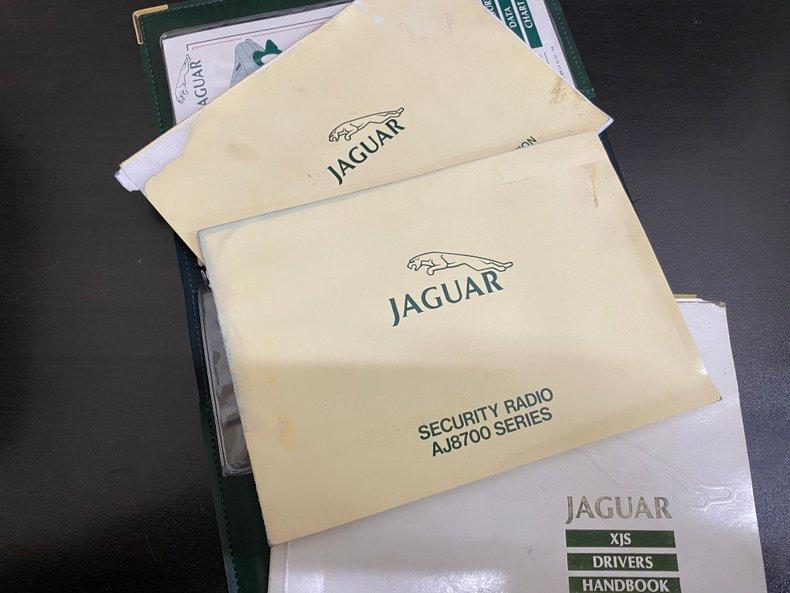 JAGUAR
DATA
CHART
JAGUAR
JAGUAR
SECURITY RADIO
AJ8700 SERIES
JAGUAR
XJS
DRIVERS
HANDBOOK